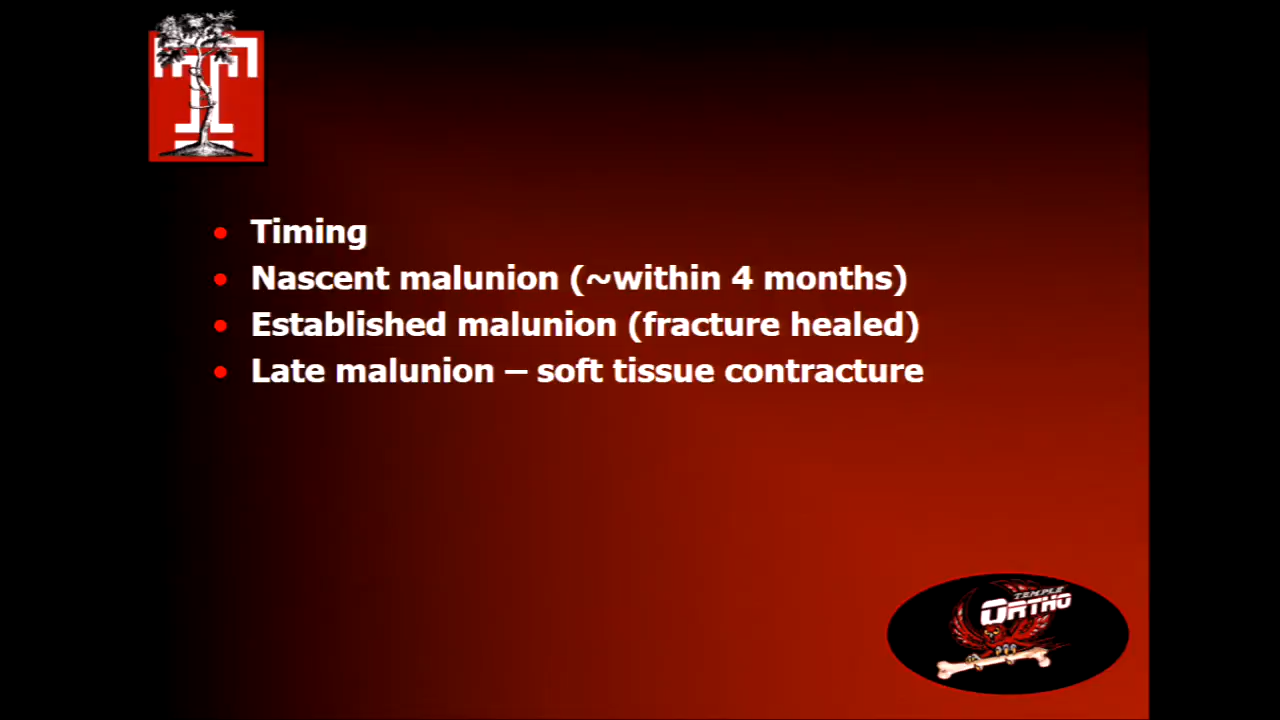 Timing
Nascent malunion (~within 4 months)
Established malunion (fracture healed)
Late malunion – soft tissue contracture
TEMPLE
ORTHO